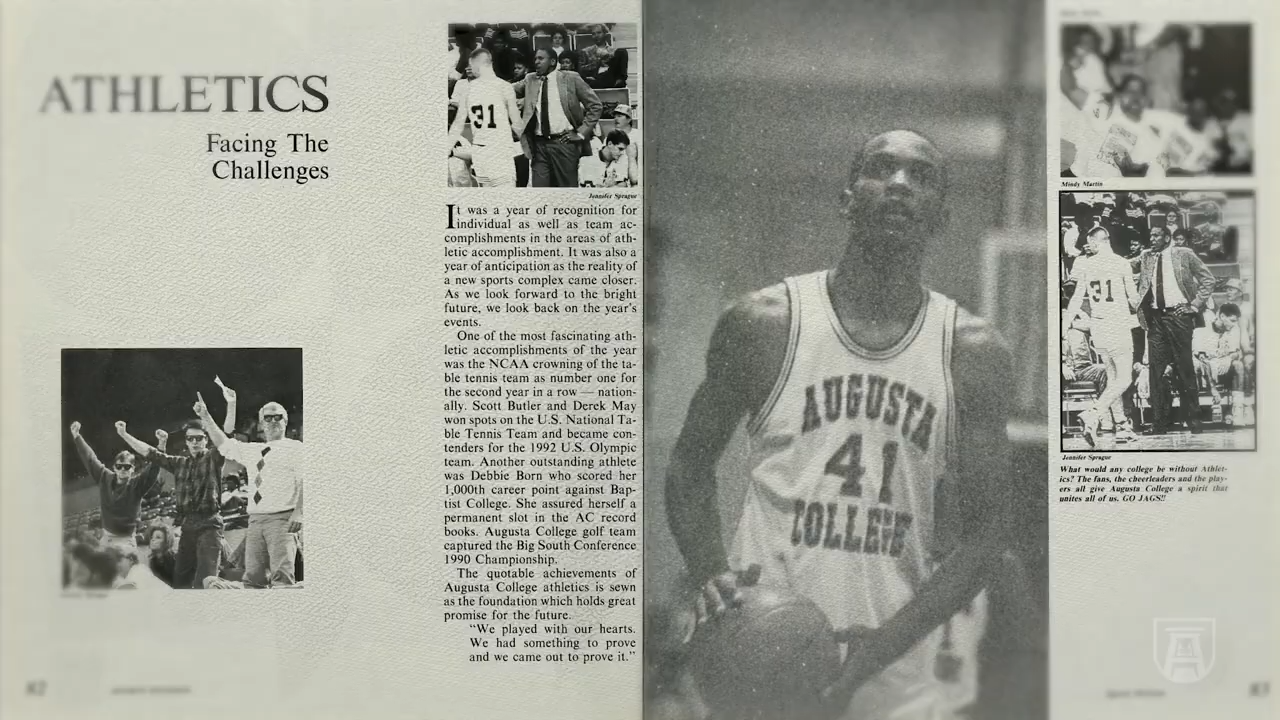 ATHLETICS
Facing The
Challenges
31
Jennifer Sprague
It was a year of recognition for
individual as well as team ac-
complishments in the areas of ath-
letic accomplishment. It was also a
year of anticipation as the reality of
a new sports complex came closer.
As we look forward to the bright
future, we look back on the year's
events.
One of the most fascinating ath-
letic accomplishments of the year
was the NCAA crowning of the ta-
ble tennis team as number one for
the second year in a row — nation-
ally. Scott Butler and Derek May
won spots on the U.S. National Ta-
ble Tennis Team and became con-
tenders for the 1992 U.S. Olympic
team. Another outstanding athlete
was Debbie Born who scored her
1,000th career point against Bap-
tist College. She assured herself a
permanent slot in the AC record
books. Augusta College golf team
captured the Big South Conference
1990 Championship.
The quotable achievements of
Augusta College athletics is sewn
as the foundation which holds great
promise for the future.
"We played with our hearts.
We had something to prove
and we came out to prove it."
AUGUSTA
41
COLLEGE
Mindy Martin
31
Jennifer Sprague
What would any college be without Athlet-
ics? The fans, the cheerleaders and the play-
ers all give Augusta College a spirit that
unites all of us. GO JAGS!!